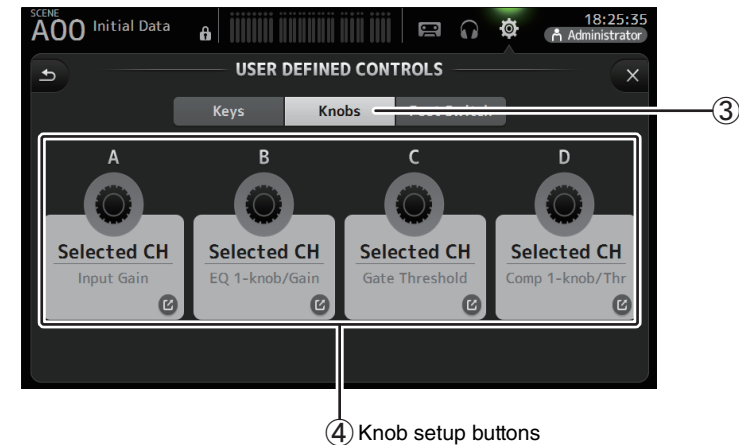 SCENE
A00 Initial Data
18:25:35
Administrator
USER DEFINED CONTROLS
Keys Knobs Foot Switch
③
A B C D
Selected CH Selected CH Selected CH Selected CH
Input Gain EQ 1-knob/Gain Gate Threshold Comp 1-knob/Thr
④ Knob setup buttons